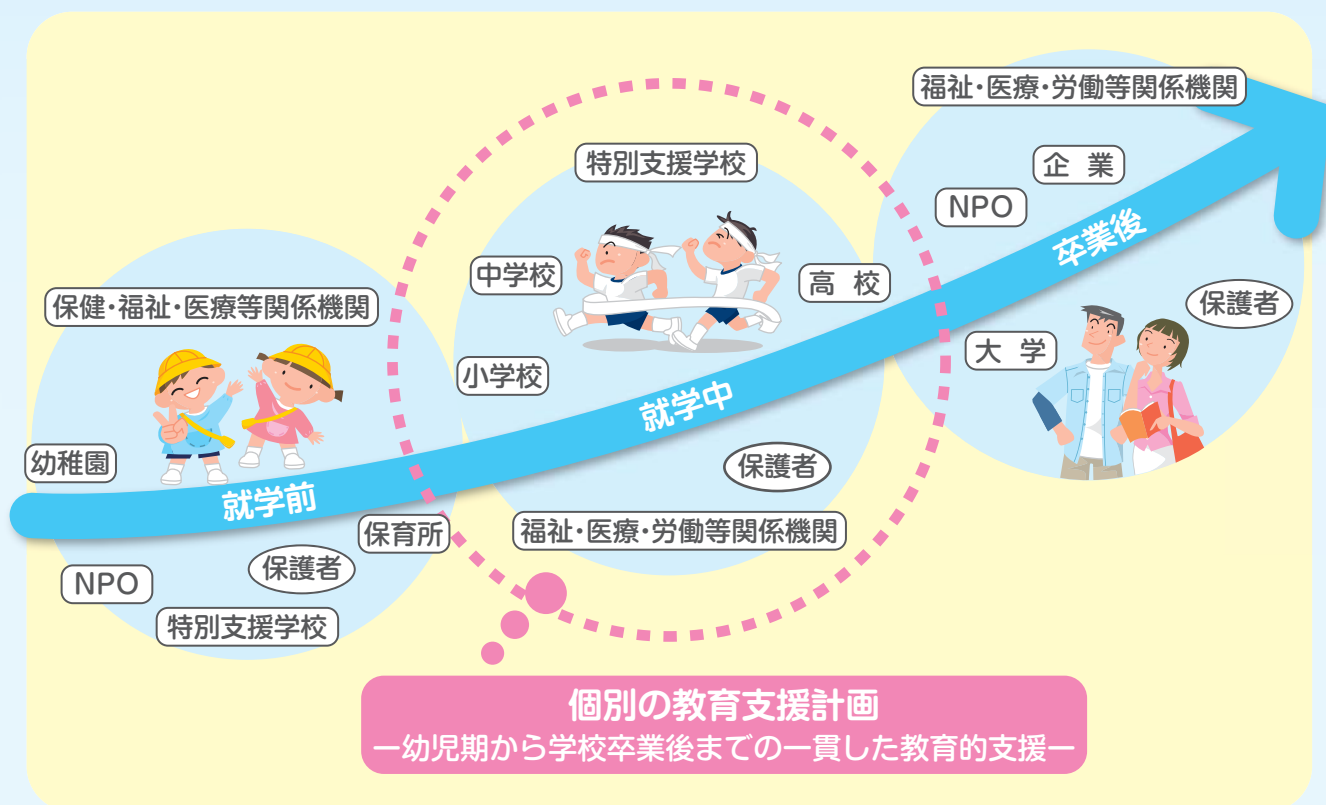 保健・福祉・医療等関係機関
幼稚園
就学前
保育所
保護者
NPO
特別支援学校
特別支援学校
中学校
高 校
小学校
就学中
保護者
福祉・医療・労働等関係機関
福祉・医療・労働等関係機関
企 業
NPO
卒業後
保護者
大 学
個別の教育支援計画
ー幼児期から学校卒業後までの一貫した教育的支援ー